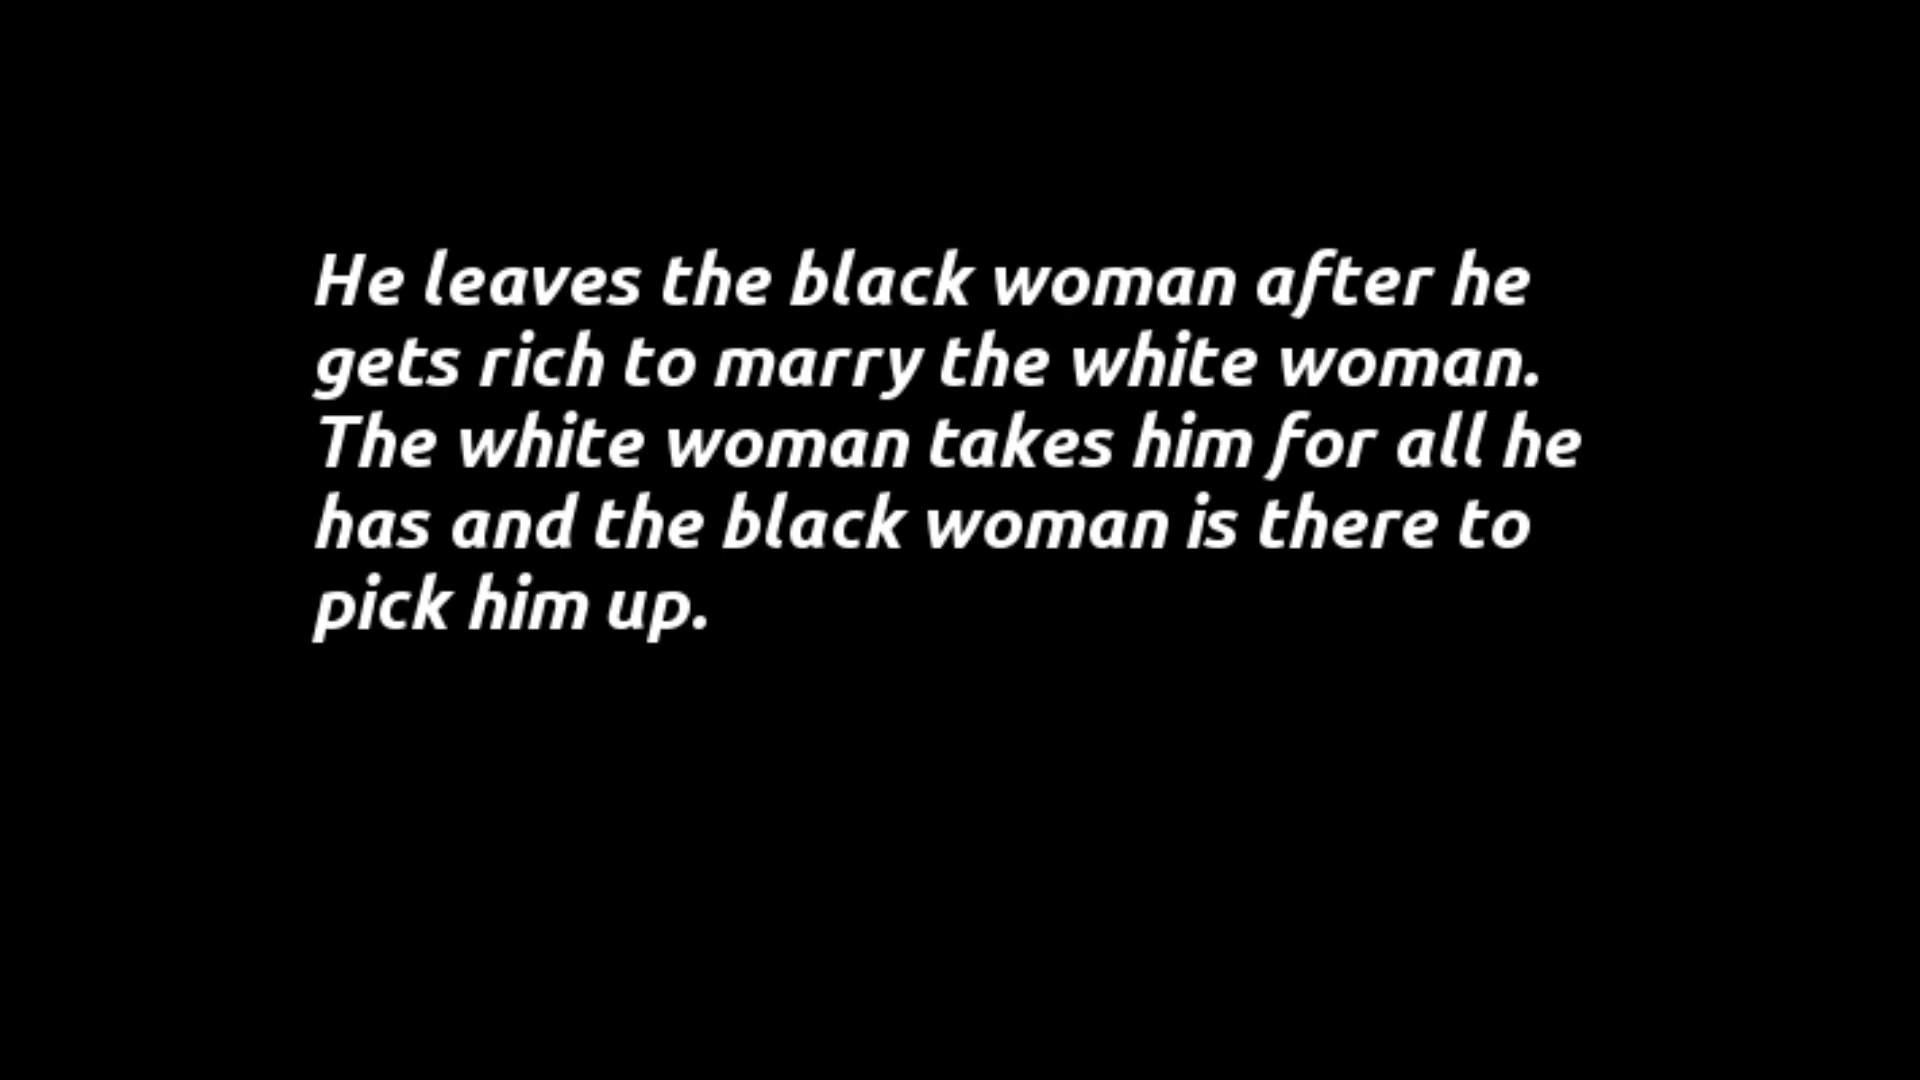 He leaves the black woman after he
gets rich to marry the white woman.
The white woman takes him for all he
has and the black woman is there to
pick him up.